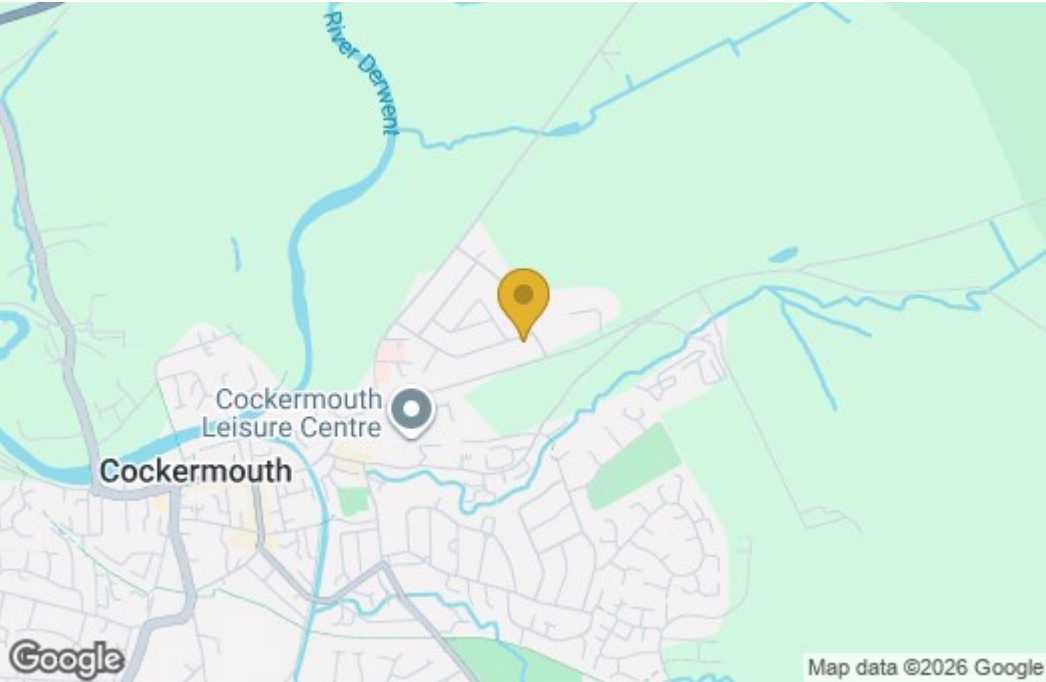 River Derwent
Cockermouth
Leisure Centre
Cockermouth
Google
Map data ©2026 Google